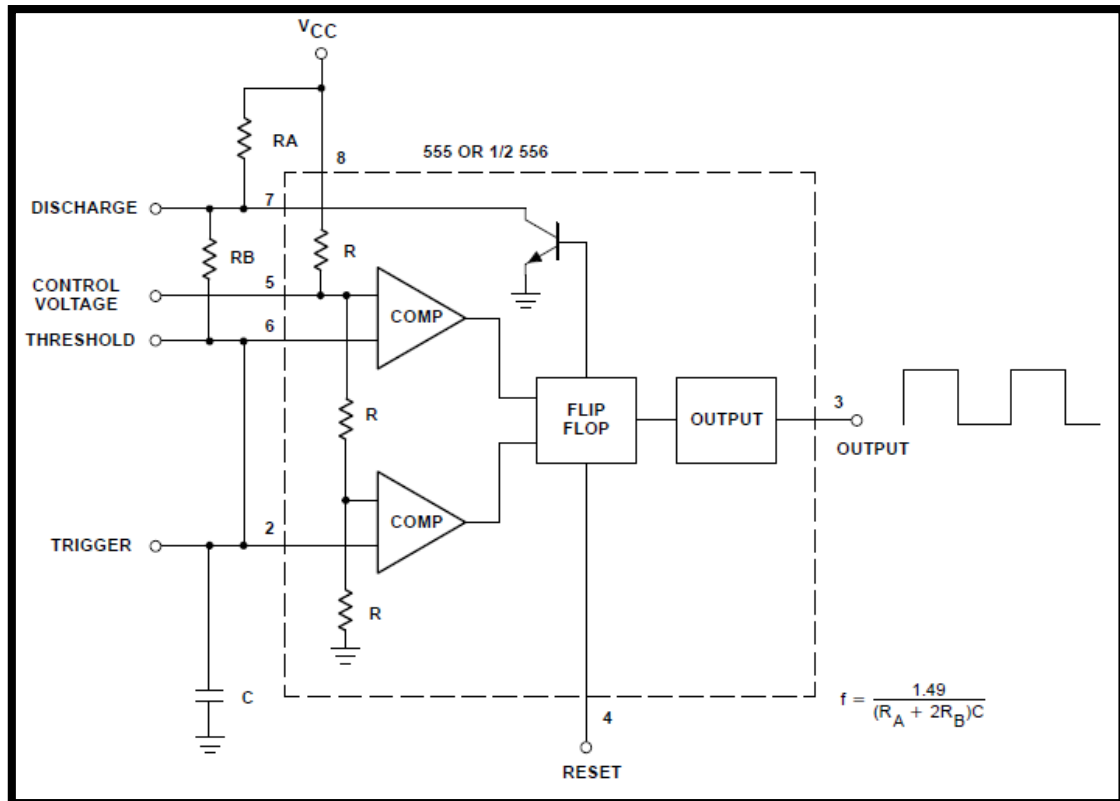 VCC
RA
8
555 OR 1/2 556
DISCHARGE
7
RB
R
CONTROL
VOLTAGE
5
COMP
THRESHOLD
6
R
FLIP
FLOP
OUTPUT
3
OUTPUT
COMP
TRIGGER
2
R
C
4
RESET
f = 1.49
(RA + 2RB)C